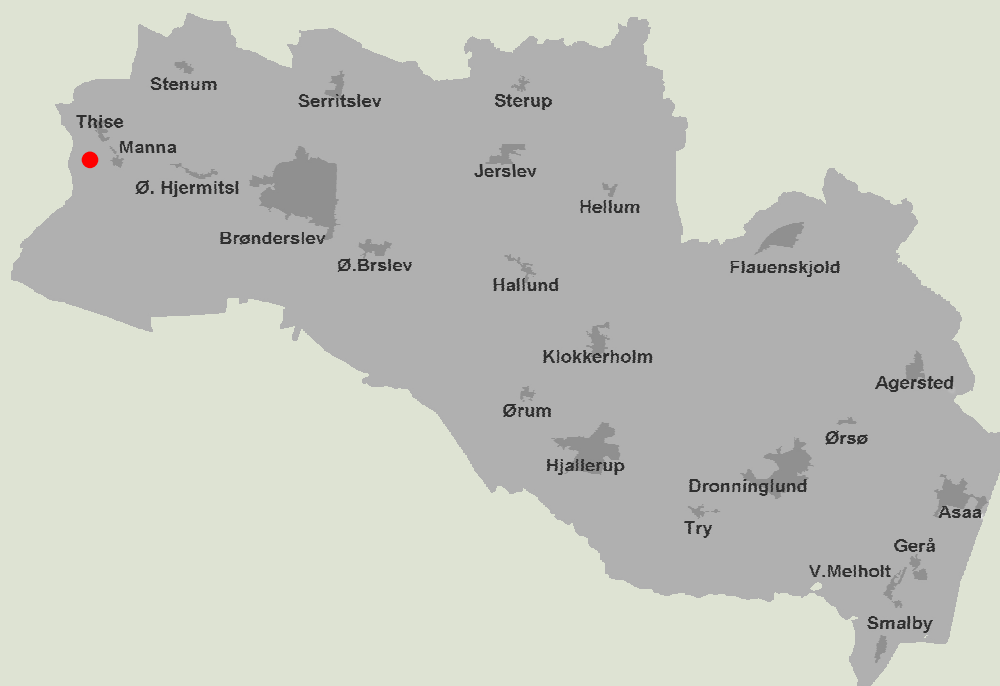 Stenum
Serritslev
Sterup
Thise
Manna
Jerslev
Ø. Hjermitsl
Hellum
Brønderslev
Ø.Brslev
Flauenskjold
Hallund
Klokkerholm
Agersted
Ørum
Ørsø
Hjallerup
Dronninglund
Asaa
Try
Gerå
V.Melholt
Smalby